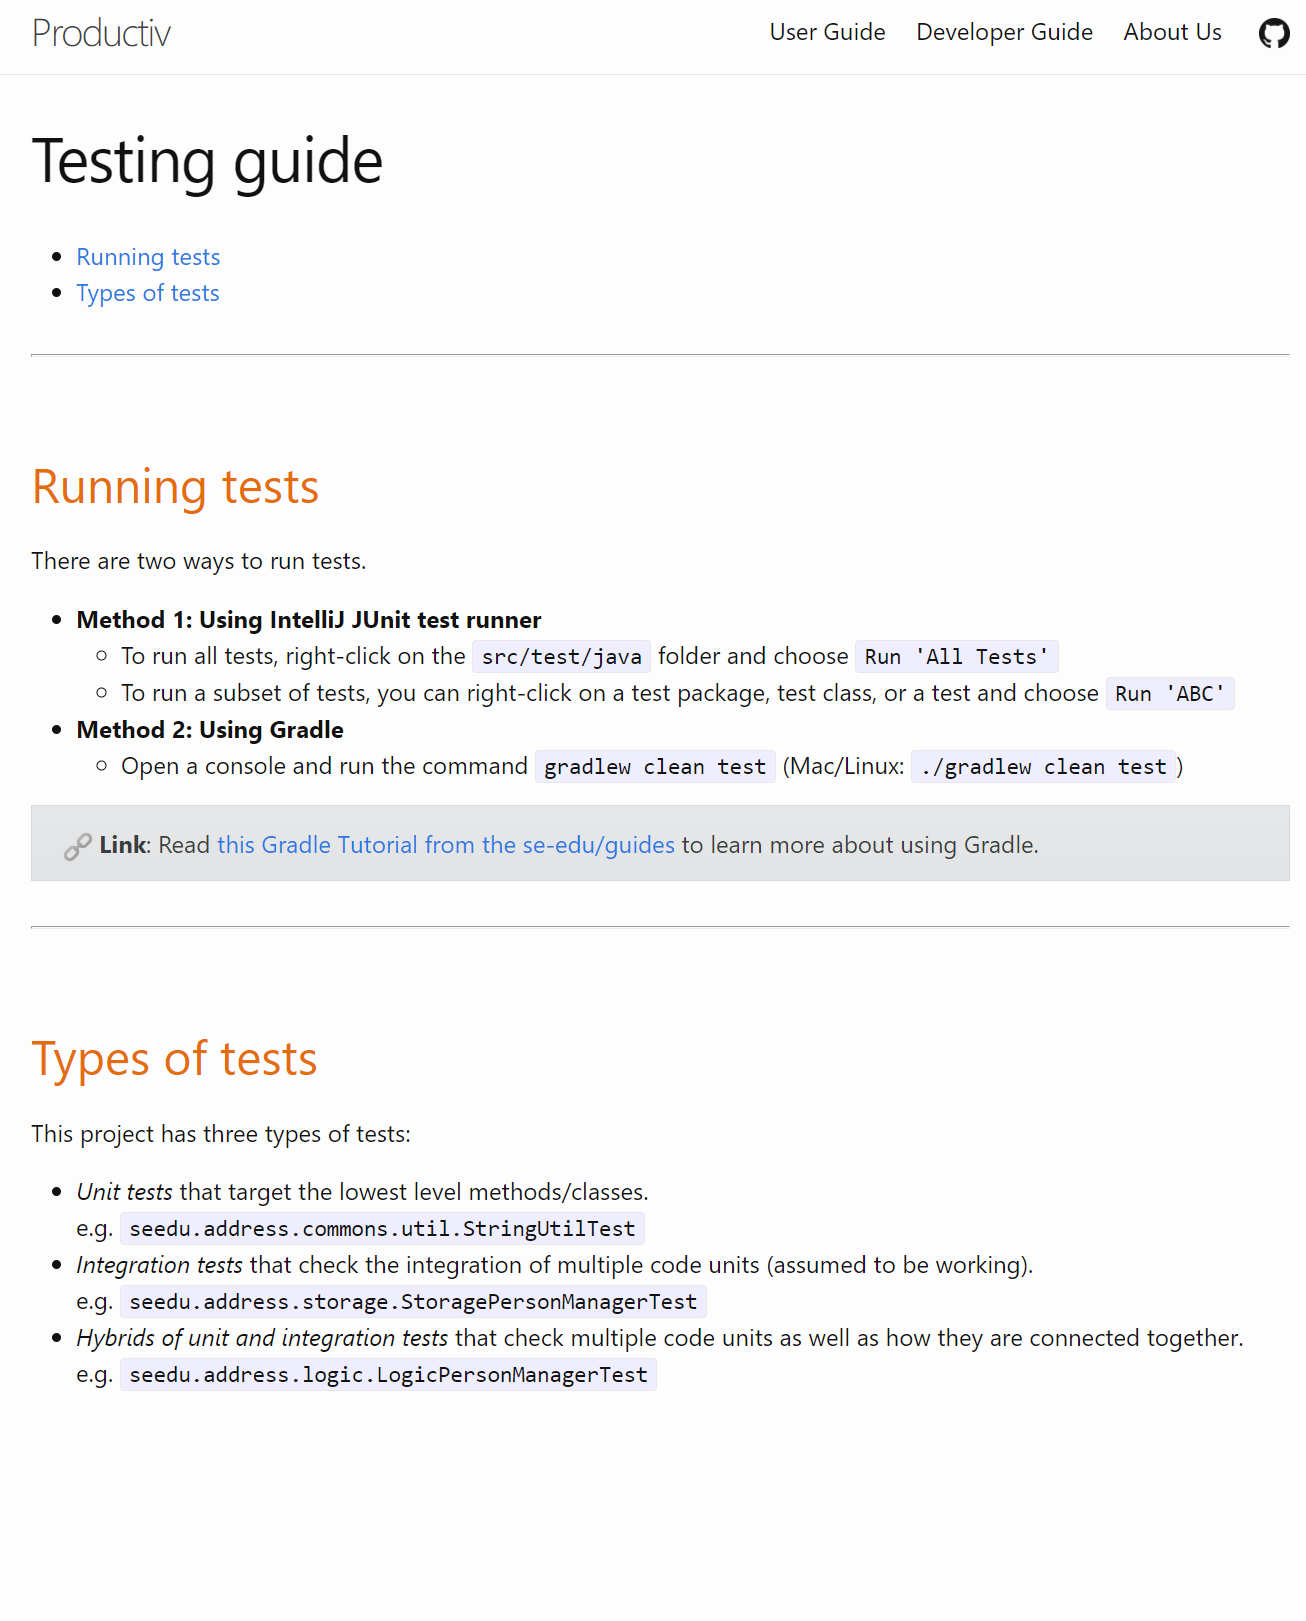 Productiv
User Guide Developer Guide About Us
Testing guide
Running tests
Types of tests
Running tests
There are two ways to run tests.
Method 1: Using IntelliJ JUnit test runner
To run all tests, right-click on the src/test/java folder and choose Run 'All Tests'
To run a subset of tests, you can right-click on a test package, test class, or a test and choose Run 'ABC'
Method 2: Using Gradle
Open a console and run the command gradlew clean test (Mac/Linux: ./gradlew clean test)
Link: Read this Gradle Tutorial from the se-edu/guides to learn more about using Gradle.
Types of tests
This project has three types of tests:
Unit tests that target the lowest level methods/classes.
e.g. seedu.address.commons.util.StringUtilTest
Integration tests that check the integration of multiple code units (assumed to be working).
e.g. seedu.address.storage.StoragePersonManagerTest
Hybrids of unit and integration tests that check multiple code units as well as how they are connected together.
e.g. seedu.address.logic.LogicPersonManagerTest